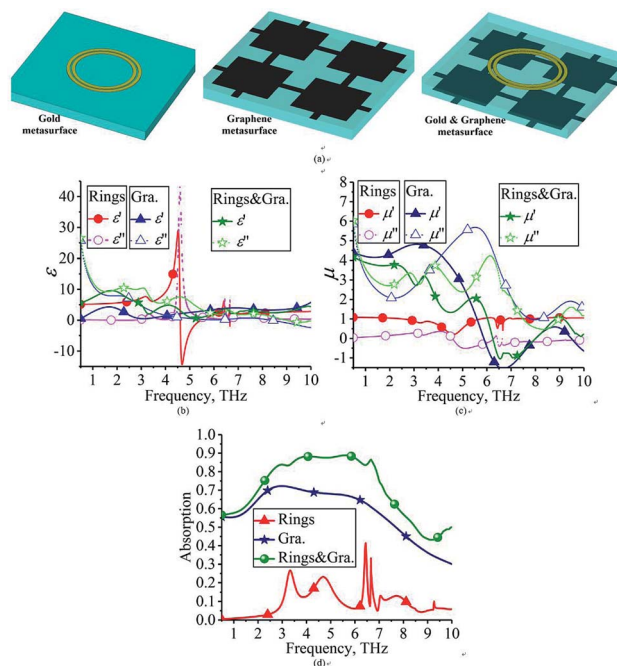 Gold
metasurface
Graphene
metasurface
Gold & Graphene
metasurface
(a)
Rings Gra.
ε' ε'
ε'' ε''
Rings&Gra.
ε'
ε''
40
30
20
10
0
-10
ε
1 2 3 4 5 6 7 8 9 10
Frequency, THz
(b)
Rings Gra.
μ' μ'
μ'' μ''
Rings&Gra.
μ'
μ''
8
7
6
5
4
3
2
1
0
-1
μ
1 2 3 4 5 6 7 8 9 10
Frequency, THz
(c)
0.9
0.8
0.7
0.6
0.5
0.4
0.3
0.2
0.1
0.0
Absorption
Rings
Gra.
Rings&Gra.
1 2 3 4 5 6 7 8 9 10
Frequency, THz
(d)